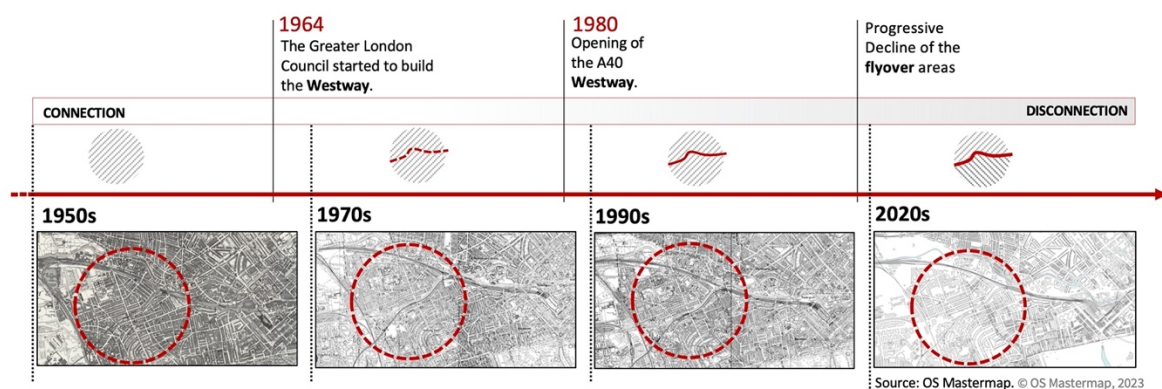 1964
The Greater London
Council started to build
the Westway.
1980
Opening of
the A40
Westway.
Progressive
Decline of the
flyover areas
CONNECTION
DISCONNECTION
1950s
1970s
1990s
2020s
Source: OS Mastermap. © OS Mastermap, 2023